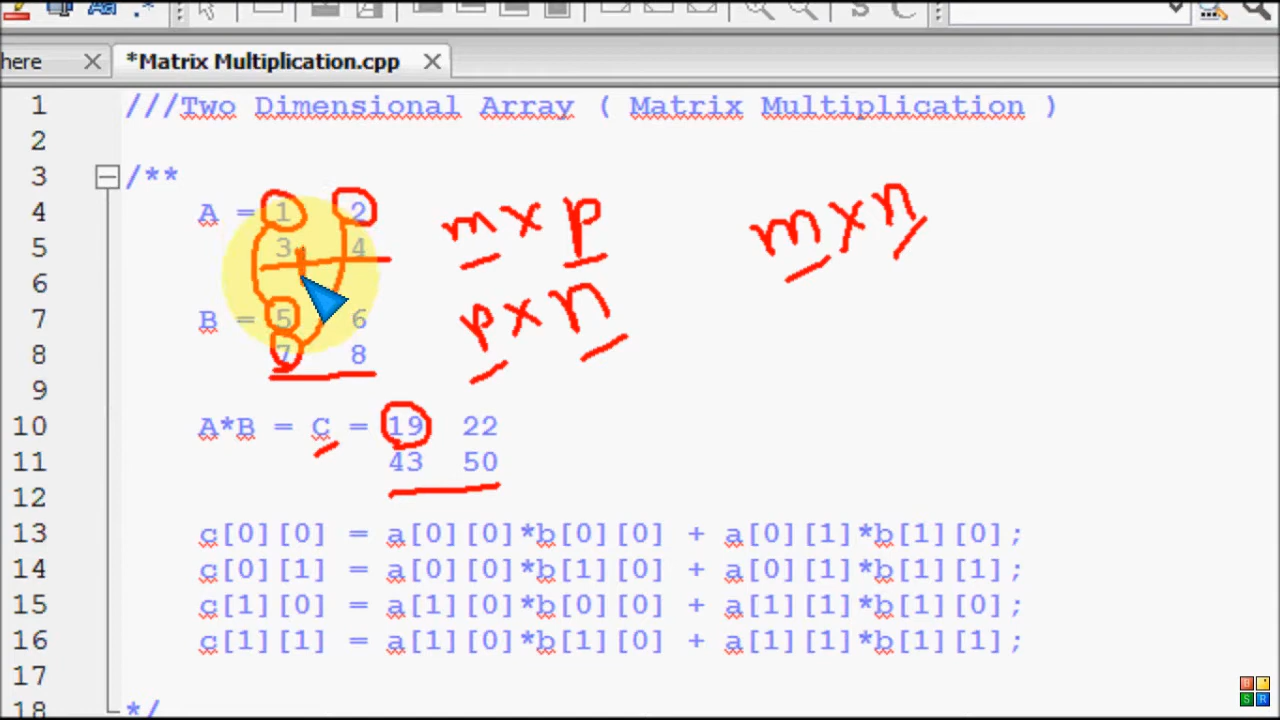 here
*Matrix Multiplication.cpp
1 ///Two Dimensional Array ( Matrix Multiplication )
2
3 /**
4 A = 1 2 m x p m x n
5 3 4
6
7 B = 5 6 p x n
8 7 8
9
10 A*B = C = 19 22
11 43 50
12
13 c[0][0] = a[0][0]*b[0][0] + a[0][1]*b[1][0];
14 c[0][1] = a[0][0]*b[1][0] + a[0][1]*b[1][1];
15 c[1][0] = a[1][0]*b[0][0] + a[1][1]*b[1][0];
16 c[1][1] = a[1][0]*b[1][0] + a[1][1]*b[1][1];
17
18 */